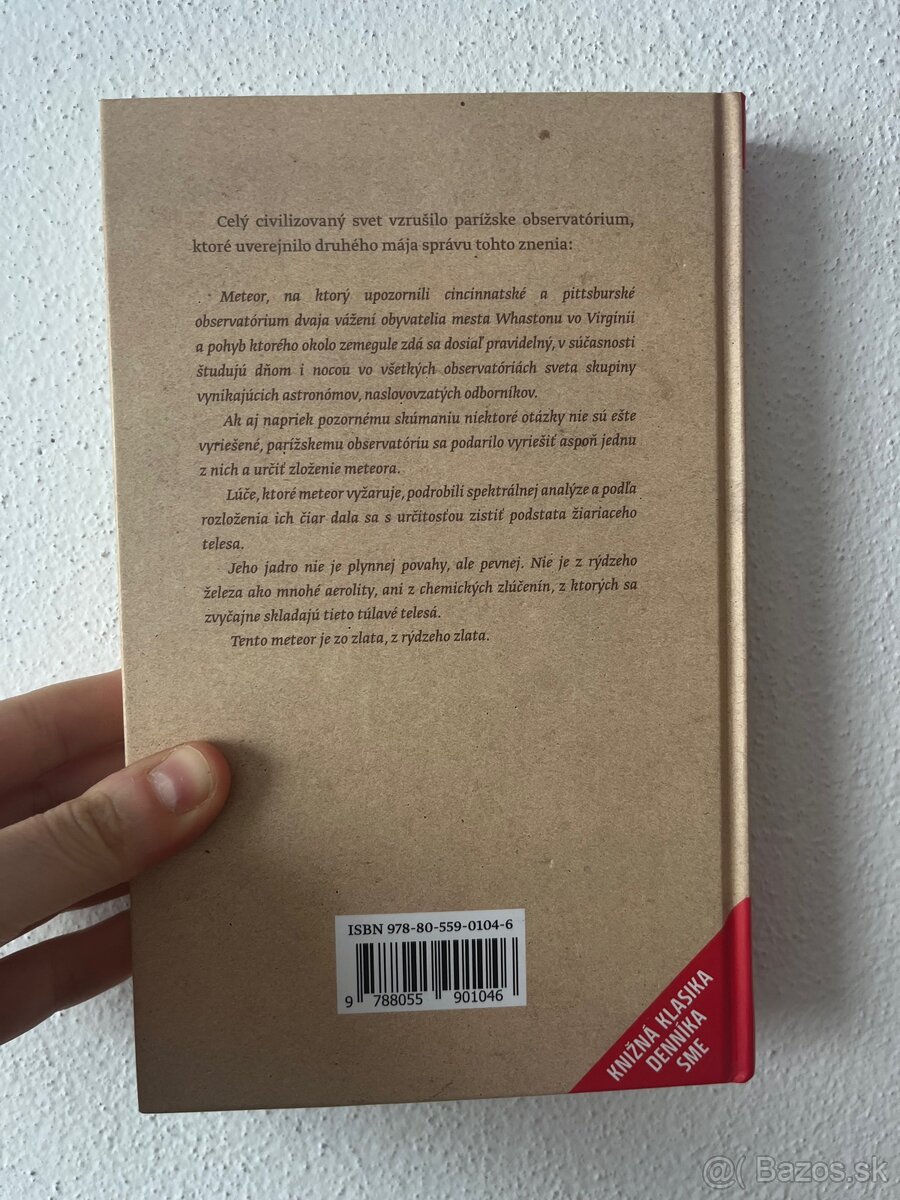 Celý civilizovaný svet vzrušilo parížske observatórium,
ktoré uverejnilo druhého mája správu tohto znenia:
Meteor, na ktorý upozornili cincinnatské a pittsburské
observatórium dvaja vážení obyvatelia mesta Whastonu vo Virgínii
a pohyb ktorého okolo zemegule zdá sa dosiaľ pravidelný, v súčasnosti
študujú dňom i nocou vo všetkých observatóriách sveta skupiny
vynikajúcich astronómov, naslovovzatých odborníkov.
Ak aj napriek pozornému skúmaniu niektoré otázky nie sú ešte
vyriešené, parížskemu observatóriu sa podarilo vyriešiť aspoň jednu
z nich a určiť zloženie meteora.
Lúče, ktoré meteor vyžaruje, podrobili spektrálnej analýze a podľa
rozloženia ich čiar dala sa s určitosťou zistiť podstata žiariaceho
telesa.
Jeho jadro nie je plynnej povahy, ale pevnej. Nie je z rýdzeho
železa ako mnohé aerolity, ani z chemických zlúčenín, z ktorých sa
zvyčajne skladajú tieto túlavé telesá.
Tento meteor je zo zlata, z rýdzeho zlata.
ISBN 978-80-559-0104-6
9 788055 901046
KNIŽNÁ KLASIKA
DENNÍKA
SME
@( Bazos.sk